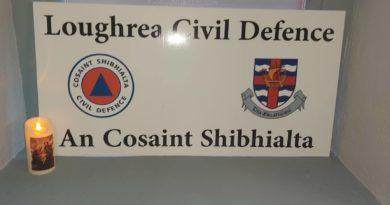 Loughrea Civil Defence
COSAINT SHIBHIALTA
CIVIL DEFENCE
An Cosaint Shibhialta